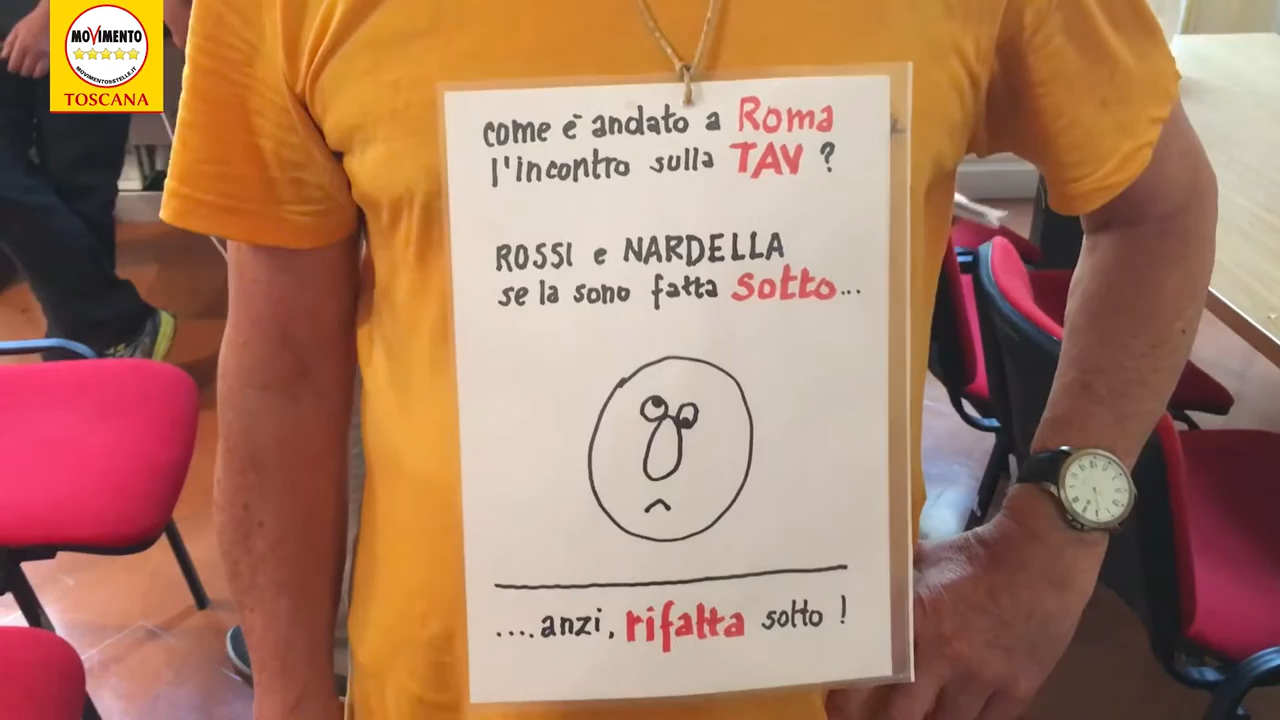 MOVIMENTO
MOVIMENTO5STELLE.IT
TOSCANA
come è andato a Roma
l'incontro sulla TAV ?
ROSSI e NARDELLA
se la sono fatta sotto...
....anzi, rifatta sotto !